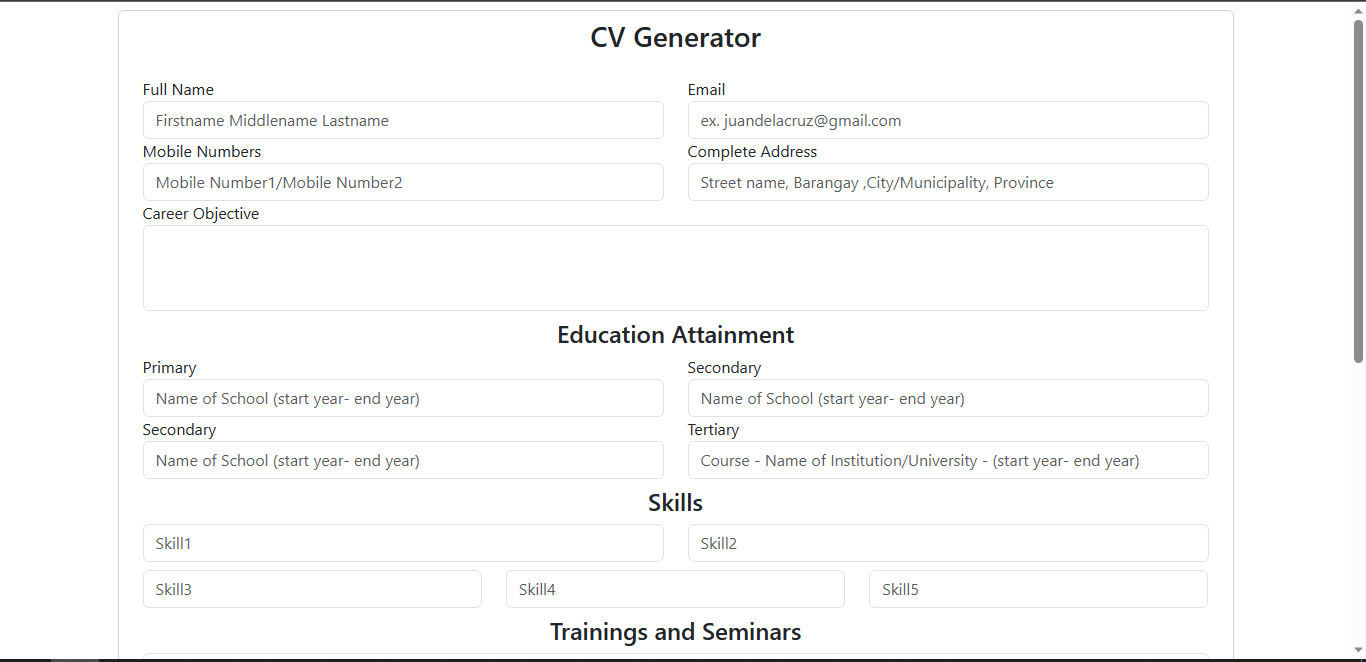 CV Generator
Full Name
Email
Firstname Middlename Lastname
ex. juandelacruz@gmail.com
Mobile Numbers
Complete Address
Mobile Number1/Mobile Number2
Street name, Barangay ,City/Municipality, Province
Career Objective
Education Attainment
Primary
Secondary
Name of School (start year- end year)
Name of School (start year- end year)
Secondary
Tertiary
Name of School (start year- end year)
Course - Name of Institution/University - (start year- end year)
Skills
Skill1
Skill2
Skill3
Skill4
Skill5
Trainings and Seminars